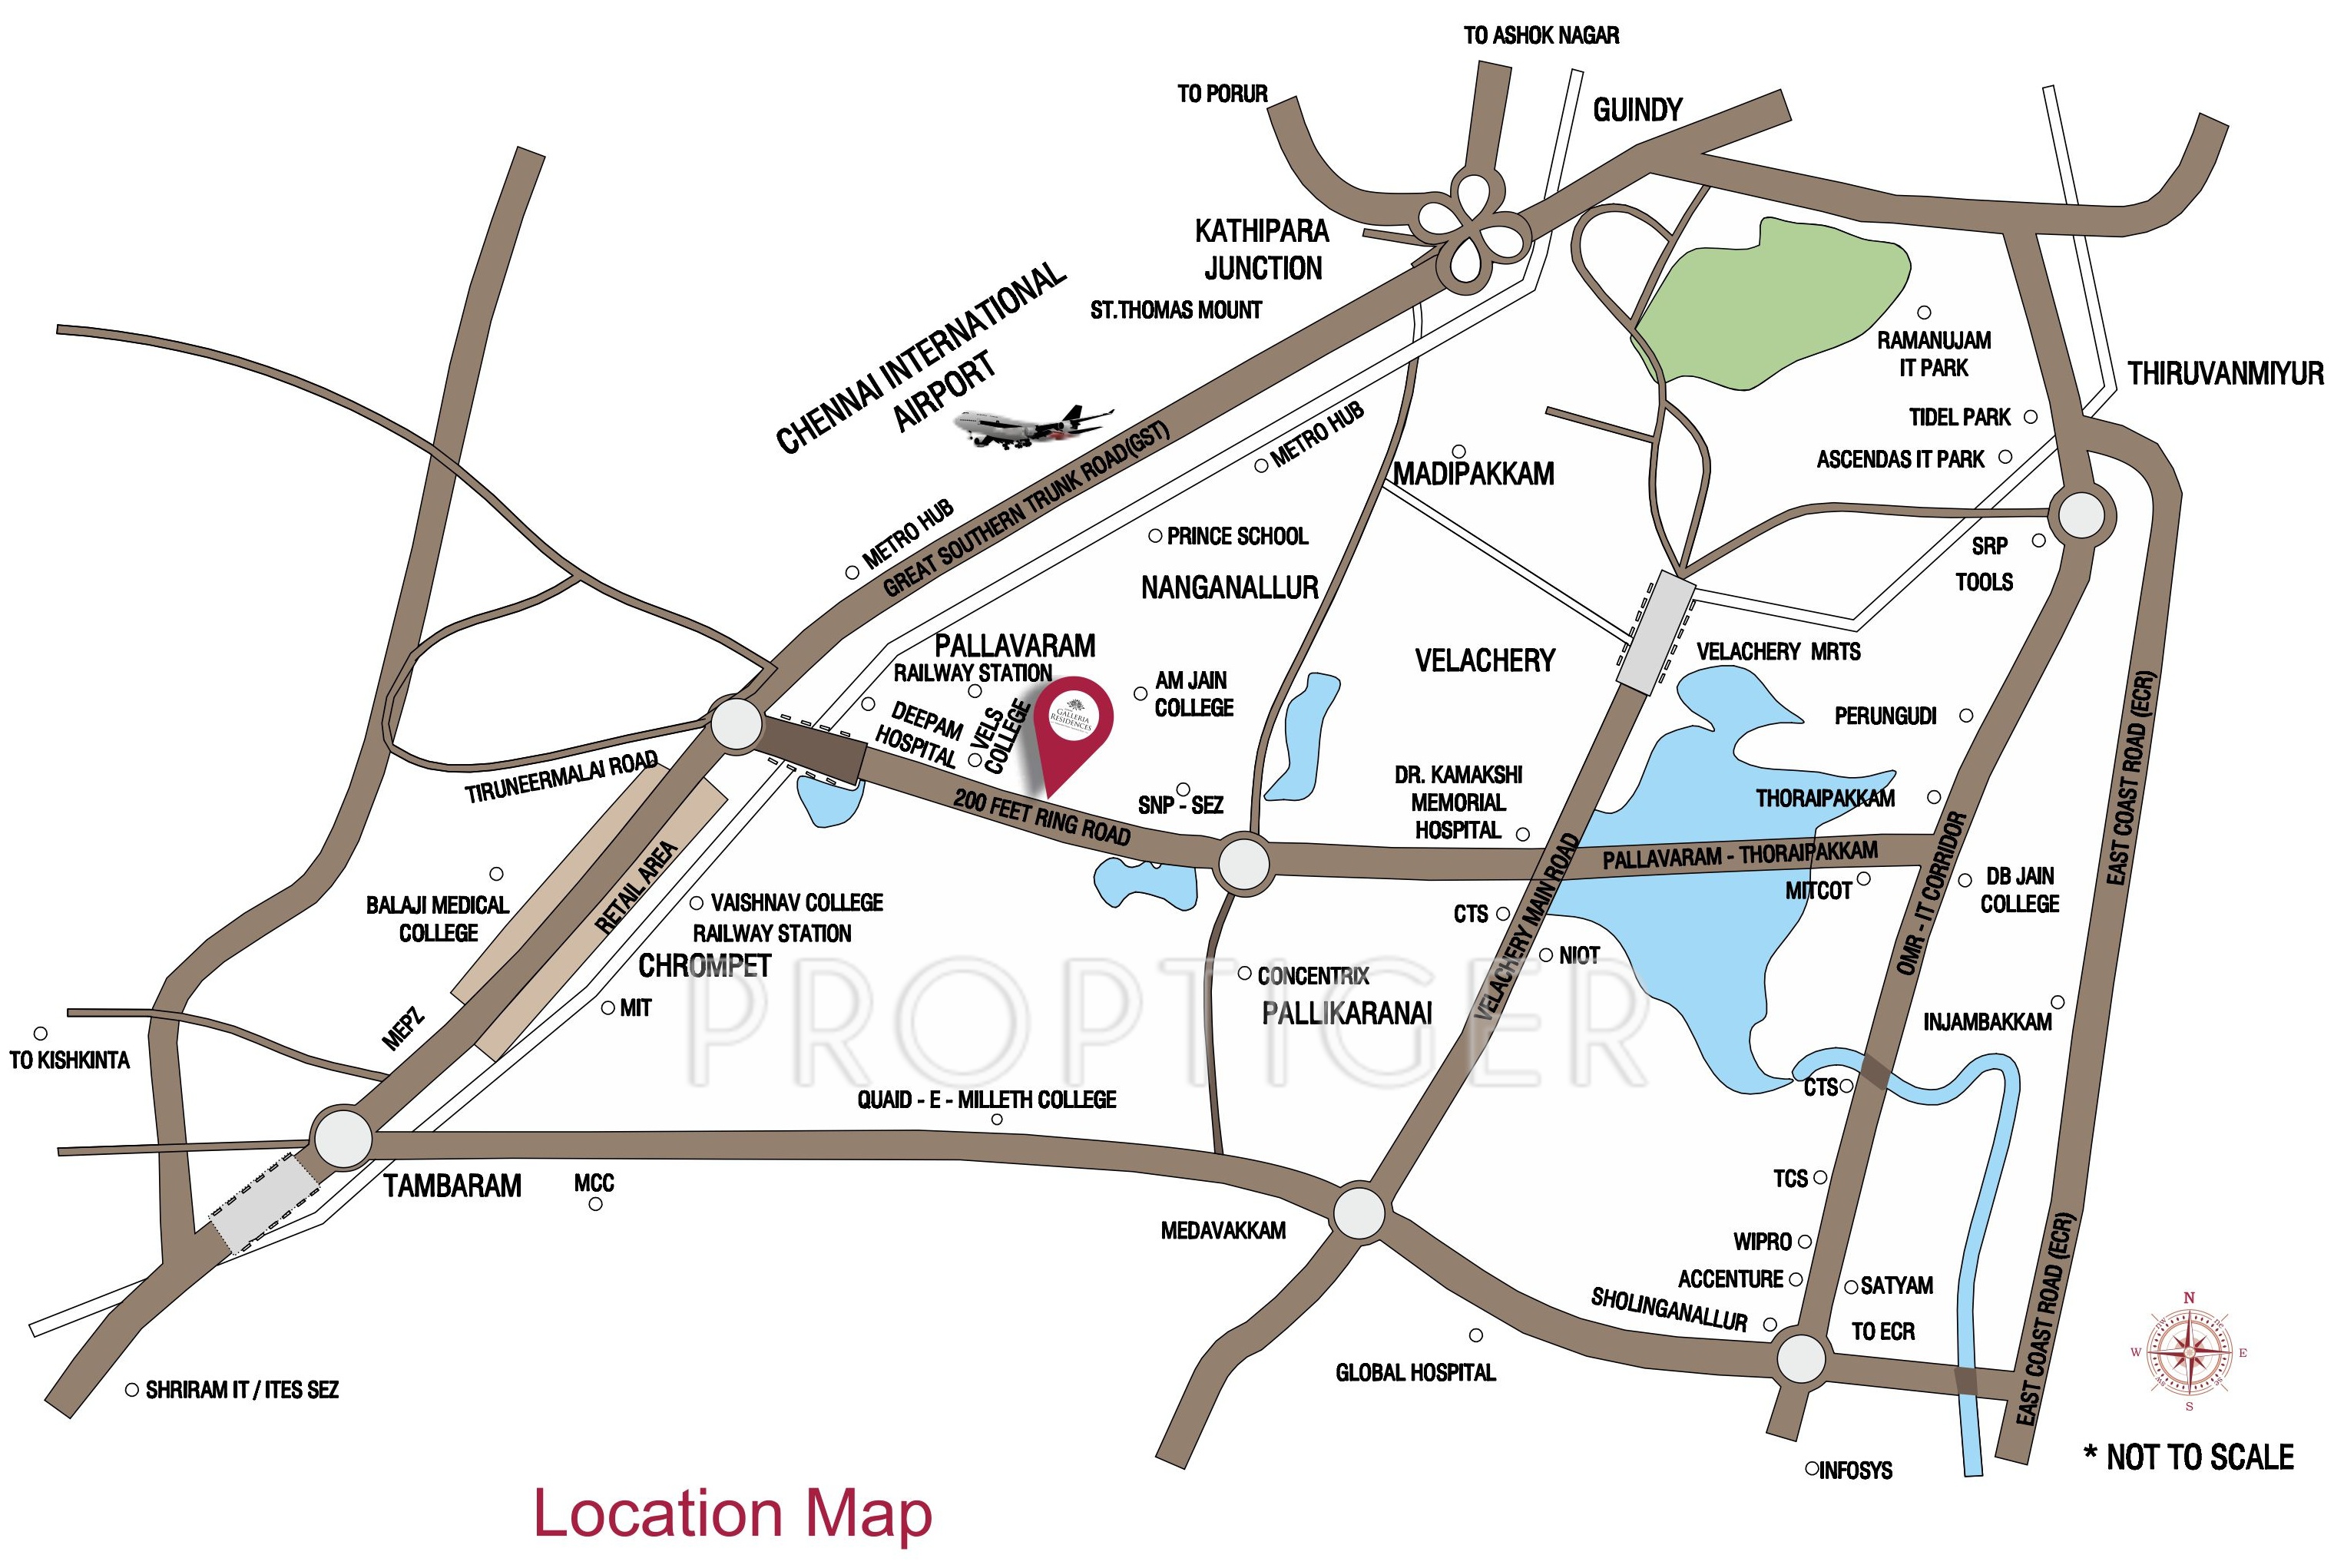 TO ASHOK NAGAR
TO PORUR
GUINDY
KATHIPARA
JUNCTION
ST.THOMAS MOUNT
CHENNAI INTERNATIONAL
AIRPORT
RAMANUJAM
IT PARK
THIRUVANMIYUR
TIDEL PARK
ASCENDAS IT PARK
METRO HUB
METRO HUB
GREAT SOUTHERN TRUNK ROAD(GST)
MADIPAKKAM
PRINCE SCHOOL
NANGANALLUR
SRP
TOOLS
PALLAVARAM
RAILWAY STATION
VELACHERY
VELACHERY MRTS
AM JAIN
COLLEGE
DEEPAM
HOSPITAL
VELS
COLLEGE
GALLERIA
RESIDENCES
PERUNGUDI
TIRUNEERMALAI ROAD
200 FEET RING ROAD
SNP - SEZ
DR. KAMAKSHI
MEMORIAL
HOSPITAL
THORAIPAKKAM
EAST COAST ROAD (ECR)
RETAIL AREA
PALLAVARAM - THORAIPAKKAM
VELACHERY MAIN ROAD
OMR - IT CORRIDOR
MITCOT
DB JAIN
COLLEGE
BALAJI MEDICAL
COLLEGE
VAISHNAV COLLEGE
RAILWAY STATION
CHROMPET
CTS
NIOT
CONCENTRIX
PALLIKARANAI
PROPTIGER
MIT
MEPZ
TO KISHKINTA
INJAMBAKKAM
CTS
QUAID - E - MILLETH COLLEGE
TAMBARAM
MCC
TCS
MEDAVAKKAM
WIPRO
ACCENTURE
SATYAM
SHOLINGANALLUR
TO ECR
EAST COAST ROAD (ECR)
GLOBAL HOSPITAL
SHRIRAM IT / ITES SEZ
N
W
E
S
* NOT TO SCALE
INFOSYS
Location Map